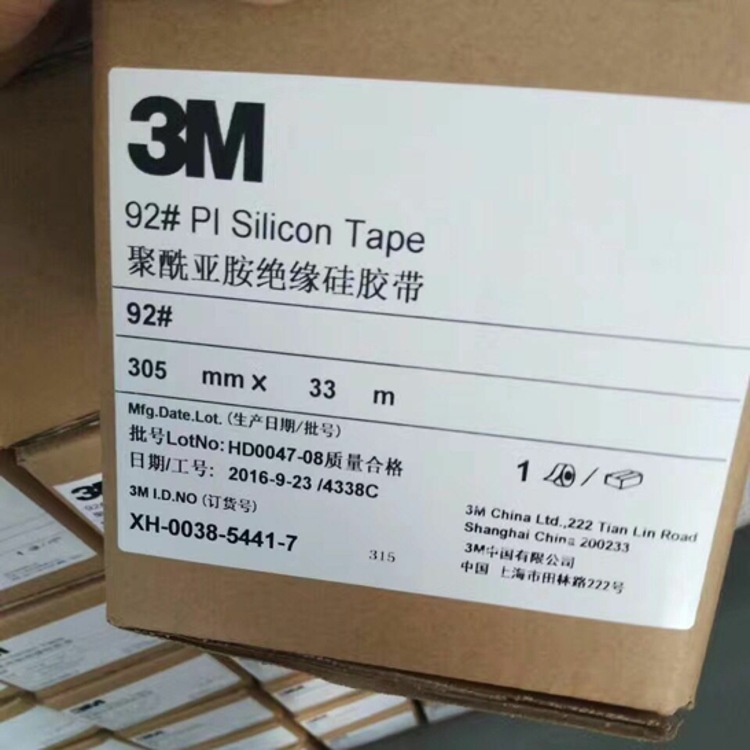 3M
92# PI Silicon Tape
聚酰亚胺绝缘硅胶带
92#
305 mm x 33 m
Mfg.Date.Lot. (生产日期/批号)
批号LotNo: HD0047-08质量合格
日期/工号: 2016-9-23 /4338C
3M I.D.NO (订货号)
XH-0038-5441-7
315
1 /
3M China Ltd.,222 Tian Lin Road
Shanghai China 200233
3M中国有限公司
中国 上海市田林路222号
3M
92
3M